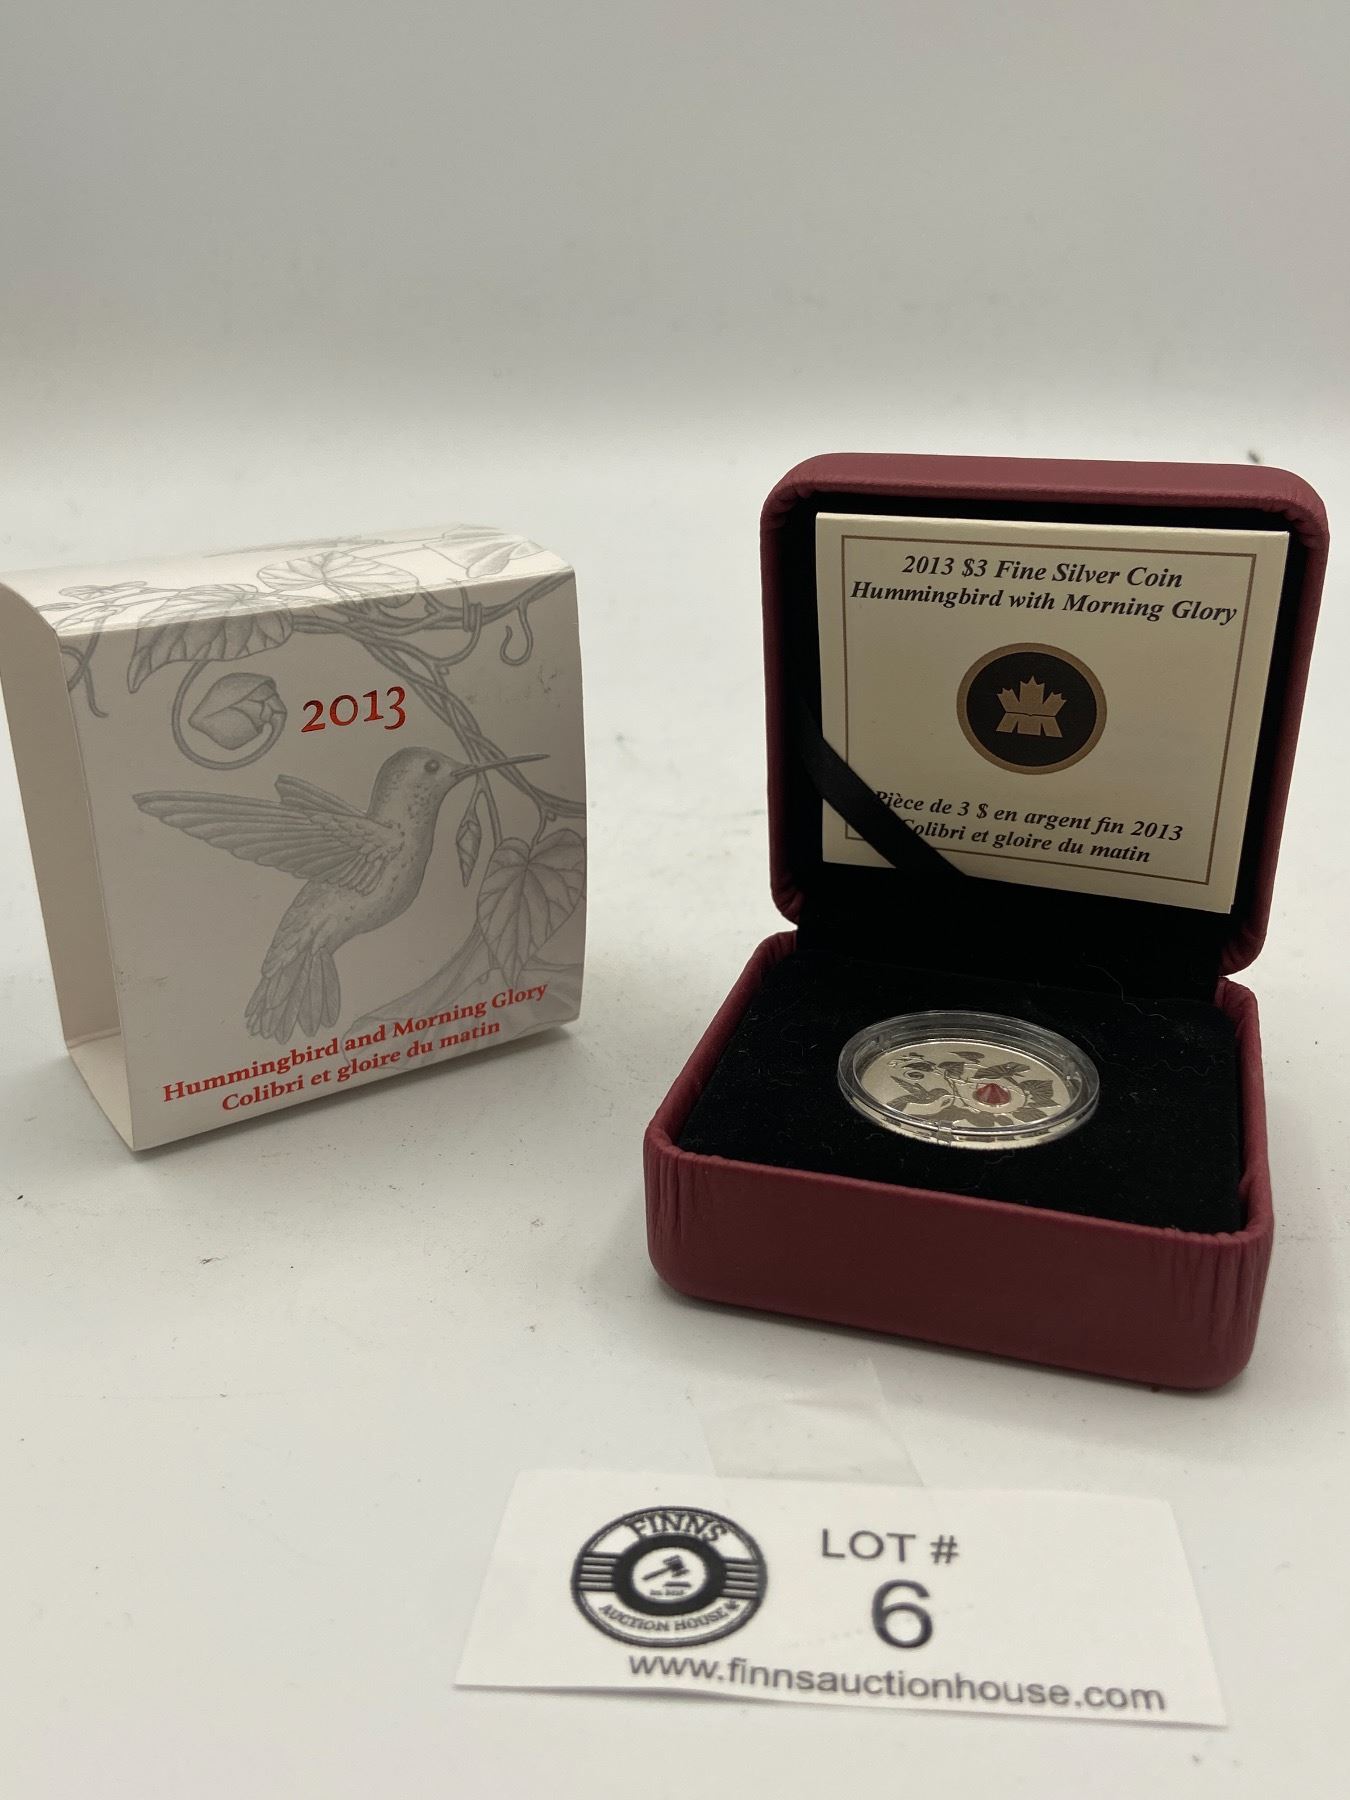 2013
Hummingbird and Morning Glory
Colibri et gloire du matin
2013 $3 Fine Silver Coin
Hummingbird with Morning Glory
Pièce de 3 $ en argent fin 2013
Colibri et gloire du matin
FINNS
AUCTION HOUSE
LOT #
6
www.finnsauctionhouse.com